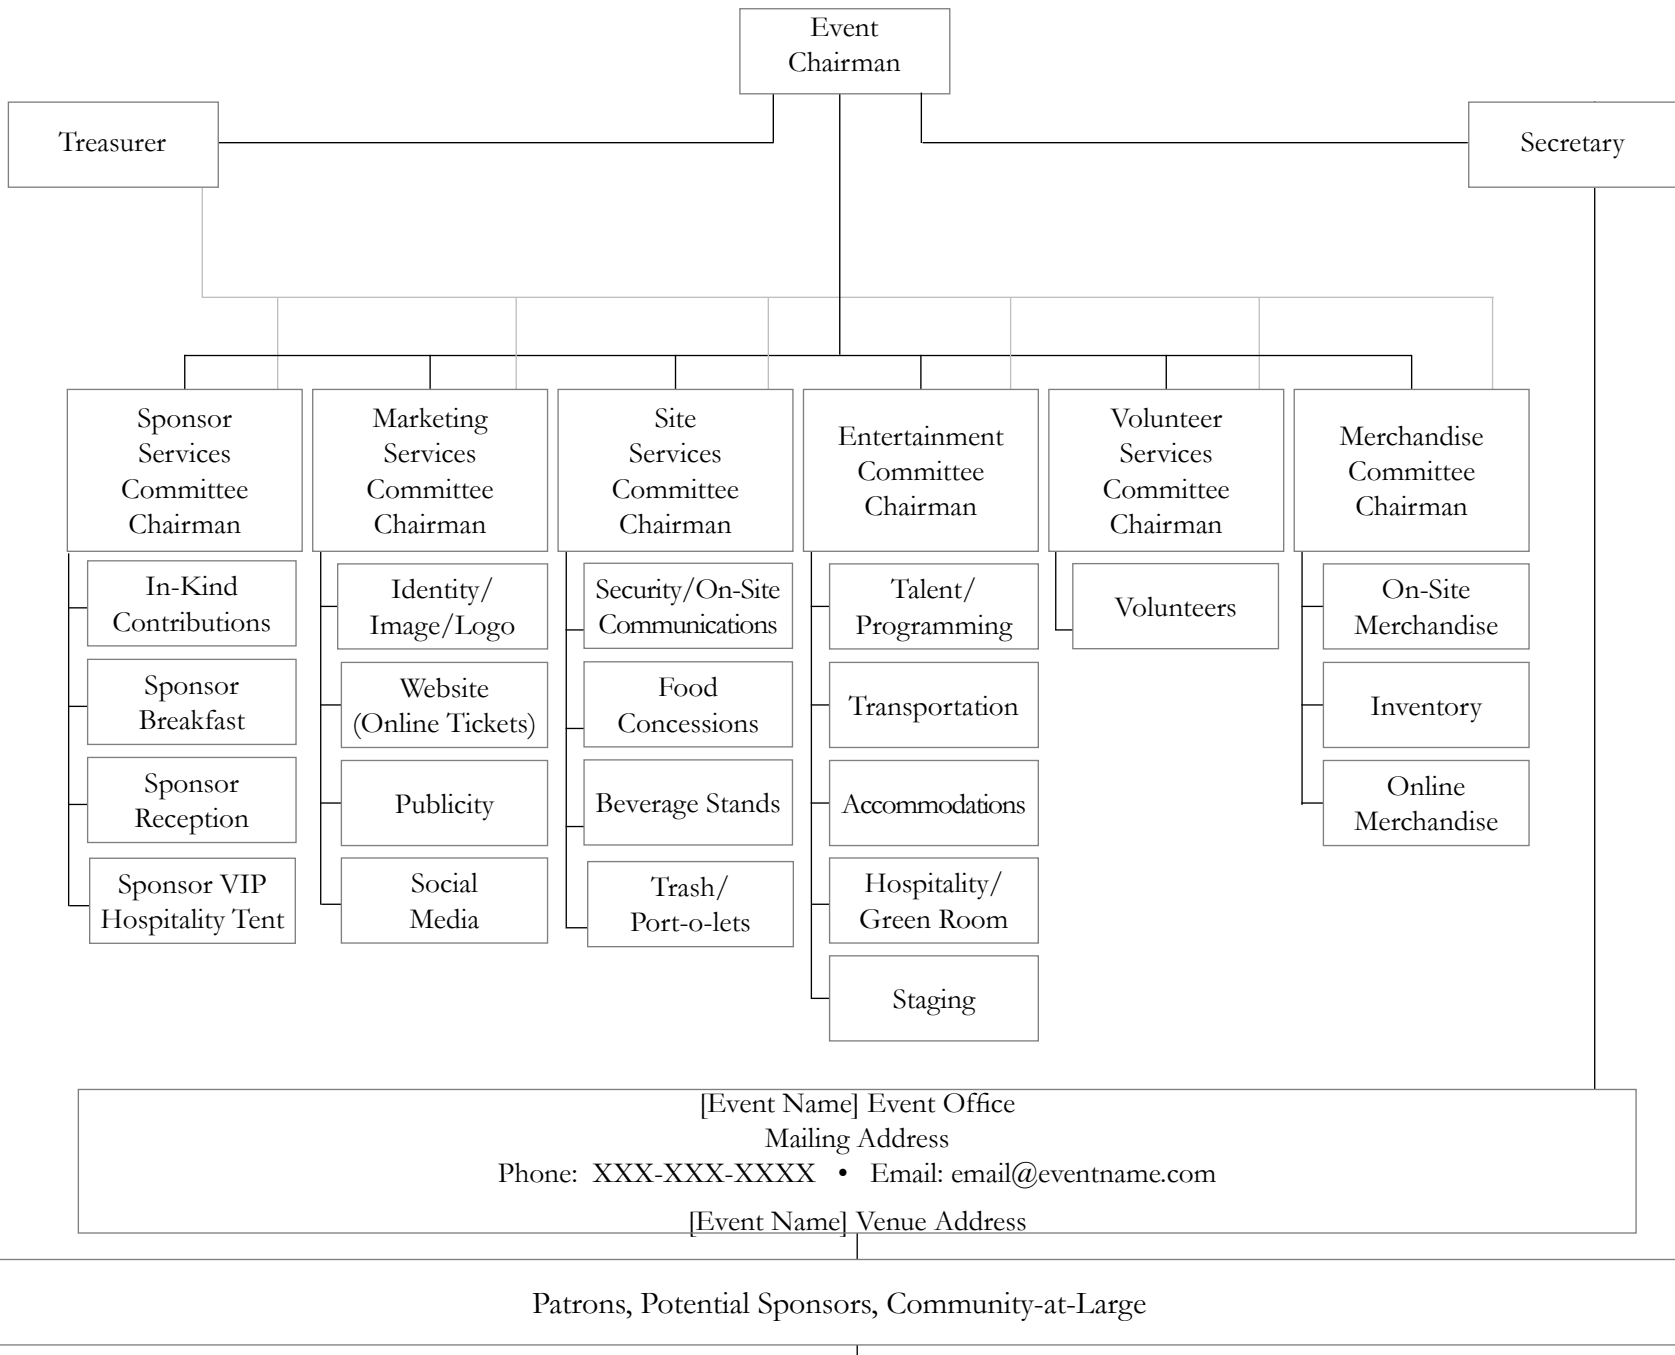 Event
Chairman
Treasurer
Secretary
Sponsor
Services
Committee
Chairman
In-Kind
Contributions
Sponsor
Breakfast
Sponsor
Reception
Sponsor VIP
Hospitality Tent
Marketing
Services
Committee
Chairman
Identity/
Image/Logo
Website
(Online Tickets)
Publicity
Social
Media
Site
Services
Committee
Chairman
Security/On-Site
Communications
Food
Concessions
Beverage Stands
Trash/
Port-o-lets
Entertainment
Committee
Chairman
Talent/
Programming
Transportation
Accommodations
Hospitality/
Green Room
Staging
Volunteer
Services
Committee
Chairman
Volunteers
Merchandise
Committee
Chairman
On-Site
Merchandise
Inventory
Online
Merchandise
[Event Name] Event Office
Mailing Address
Phone:  XXX-XXX-XXXX  •  Email: email@eventname.com
[Event Name] Venue Address
Patrons, Potential Sponsors, Community-at-Large